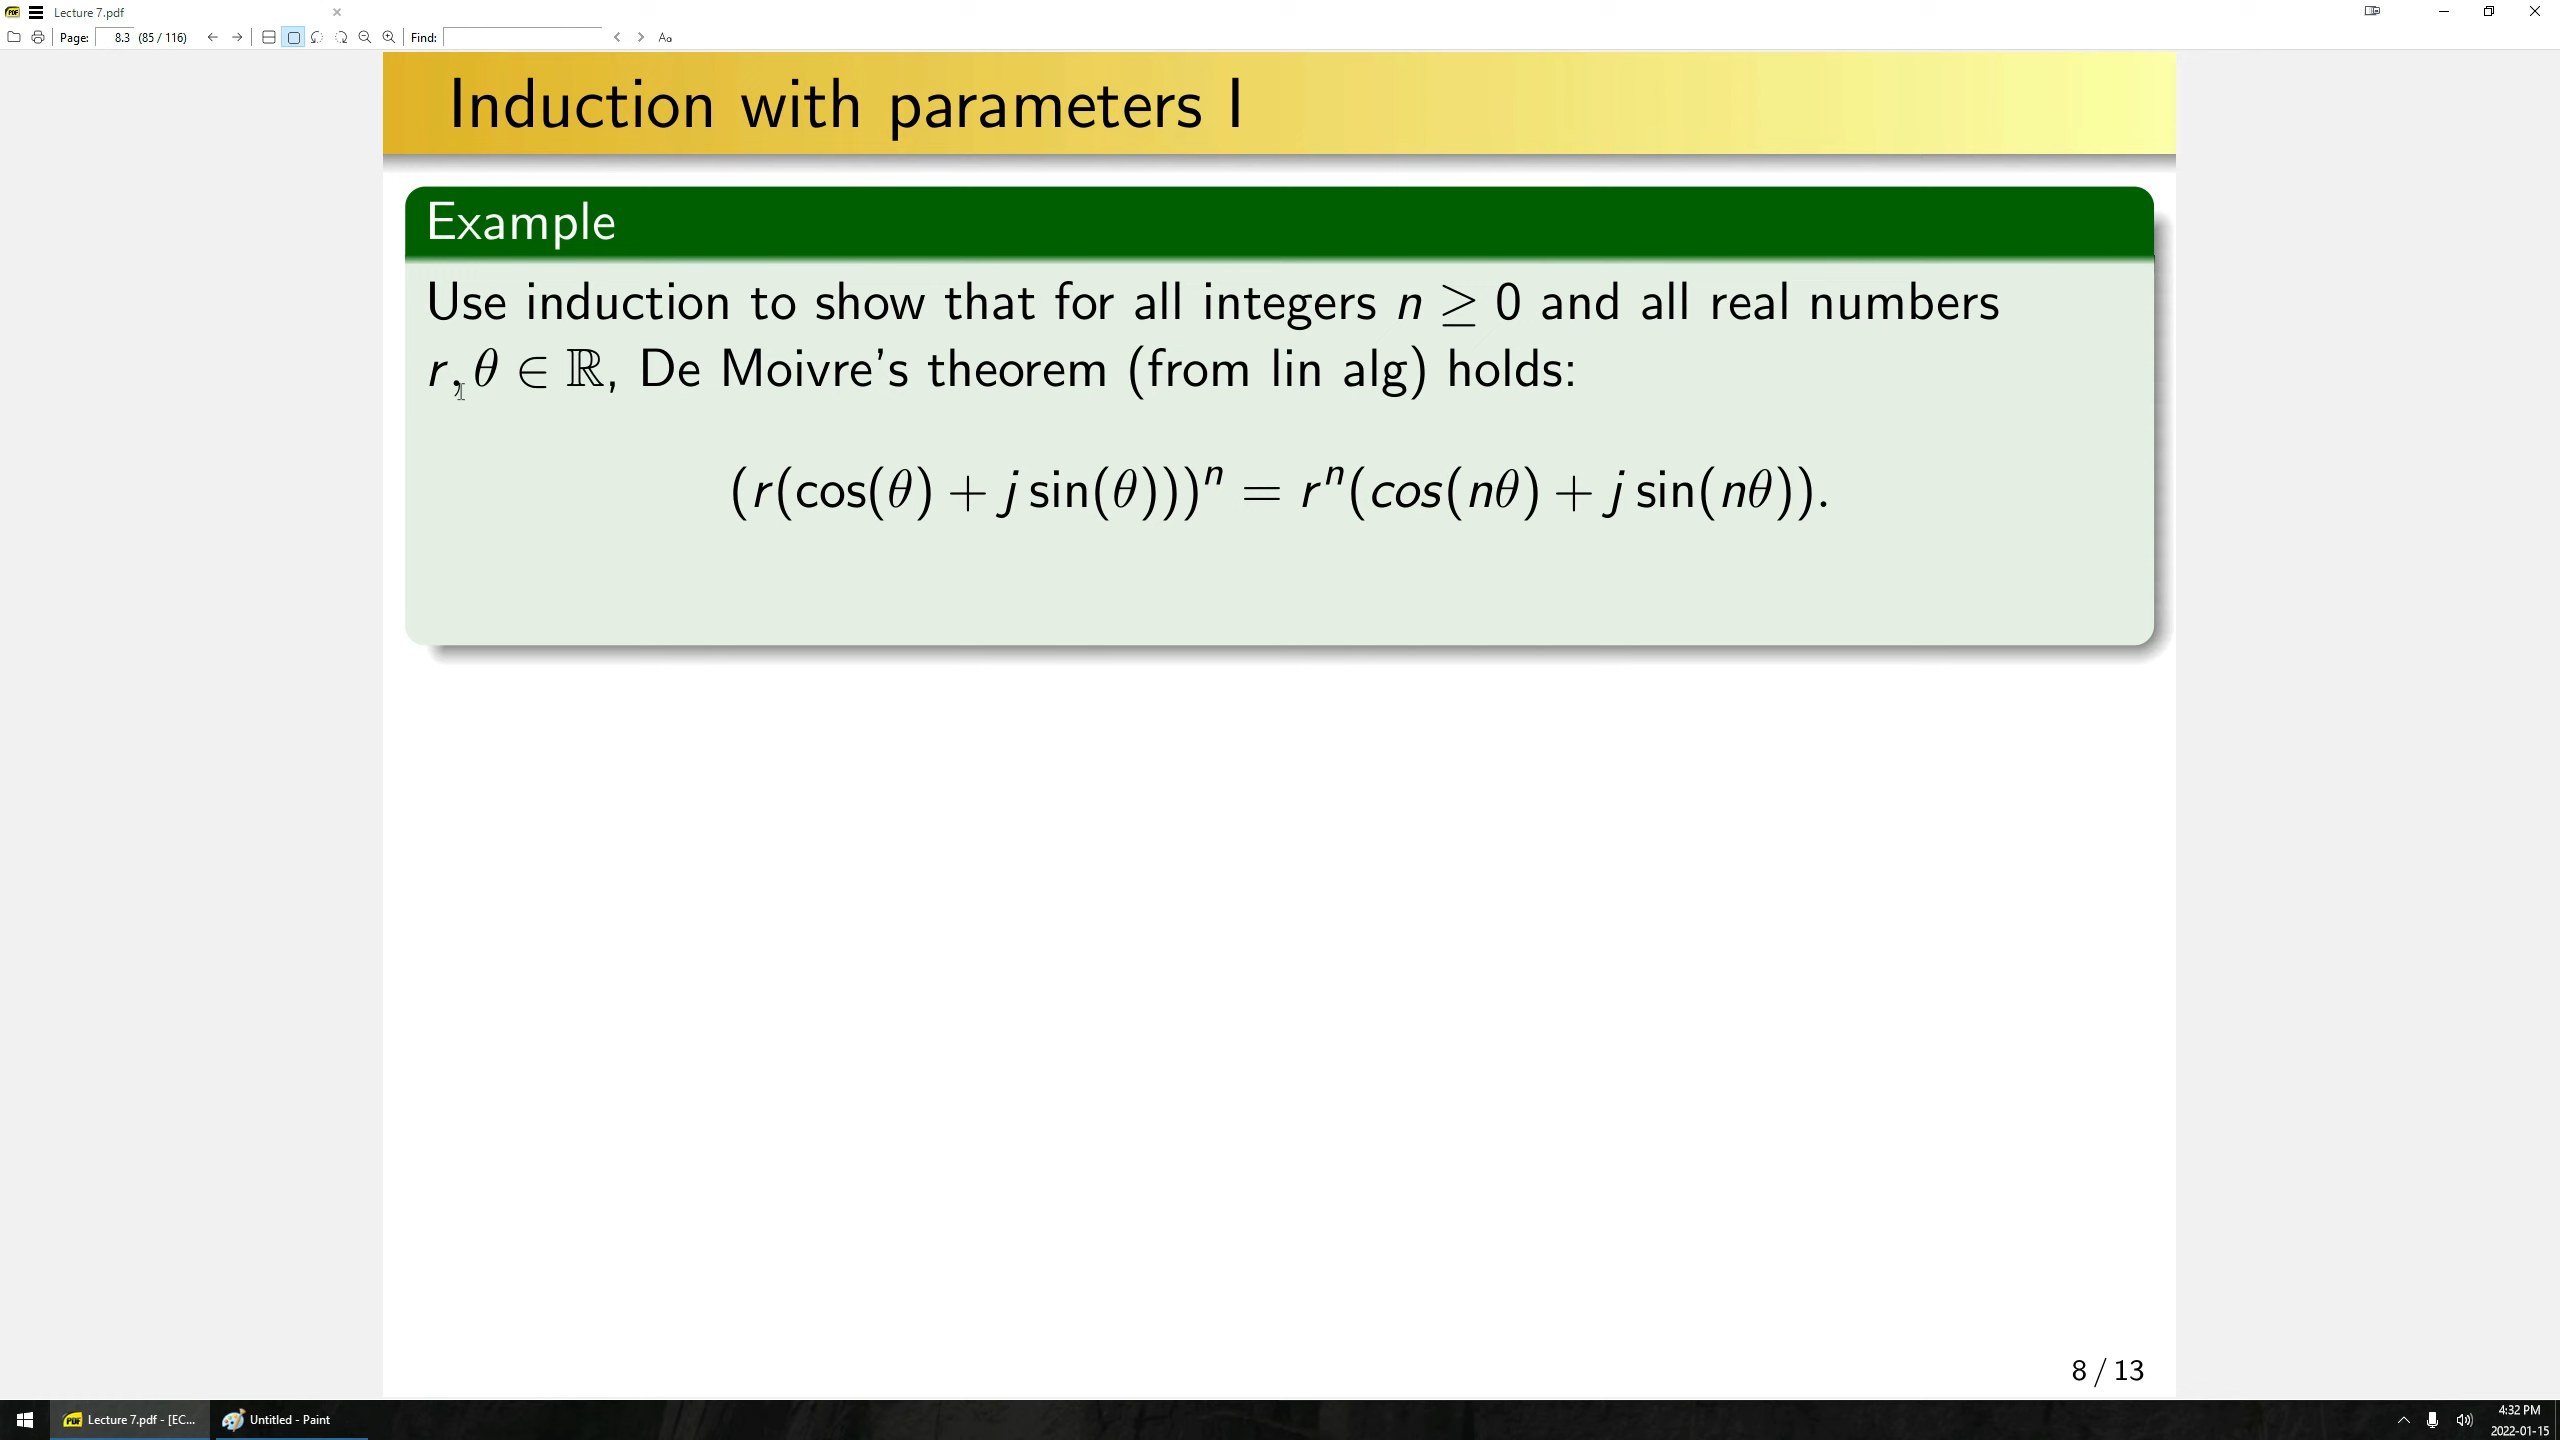 Lecture 7.pdf
Page: 8.3 (85 / 116) Find: Aa
Induction with parameters I
Example
Use induction to show that for all integers n ≥ 0 and all real numbers
r, θ ∈ ℝ, De Moivre's theorem (from lin alg) holds:
(r(cos(θ) + j sin(θ)))ⁿ = rⁿ(cos(nθ) + j sin(nθ)).
8 / 13
Lecture 7.pdf - [EC... Untitled - Paint
4:32 PM
2022-01-15